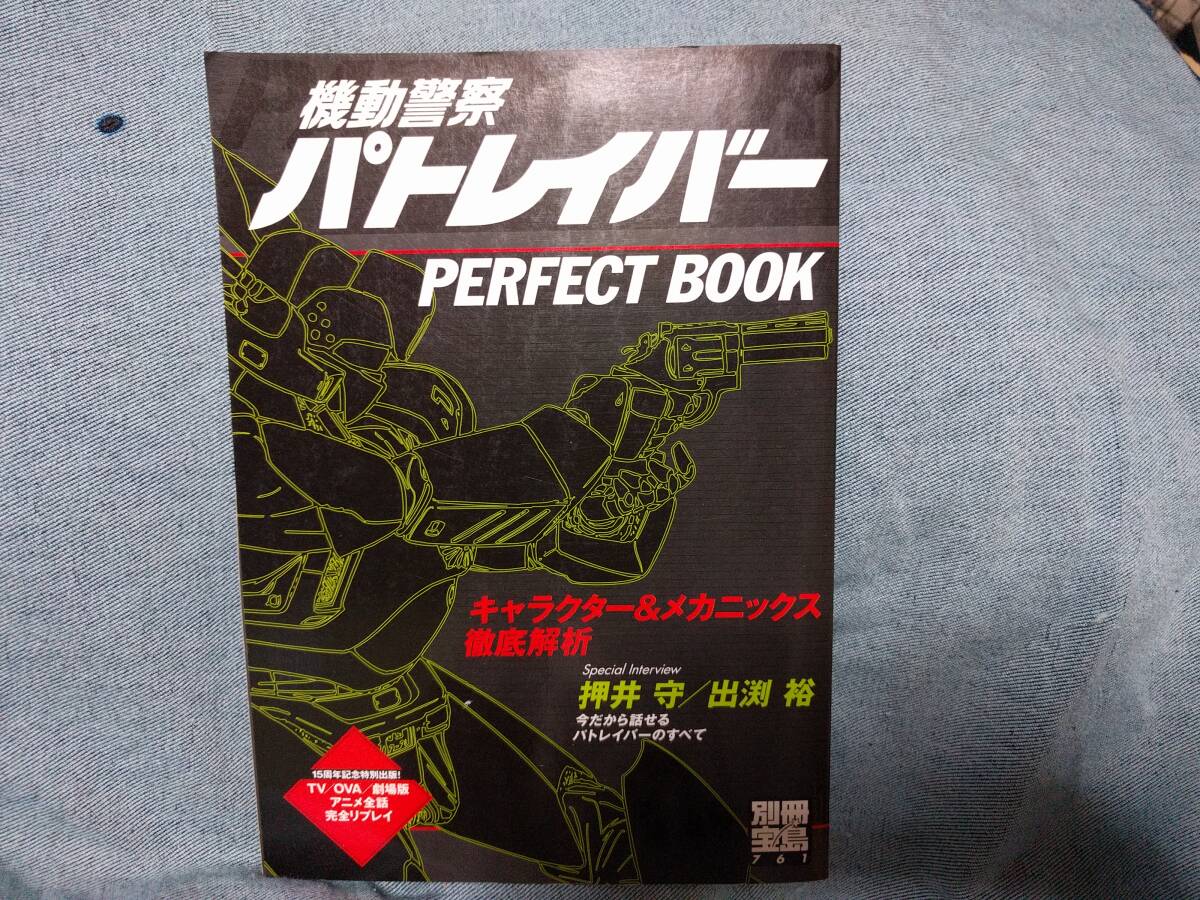 機動警察
パトレイバー
PERFECT BOOK
キャラクター&メカニックス
徹底解析
Special Interview
押井 守/出渕 裕
今だから話せる
パトレイバーのすべて
15周年記念特別出版!
TV/OVA/劇場版
アニメ全話
完全リプレイ
別冊
宝島
761